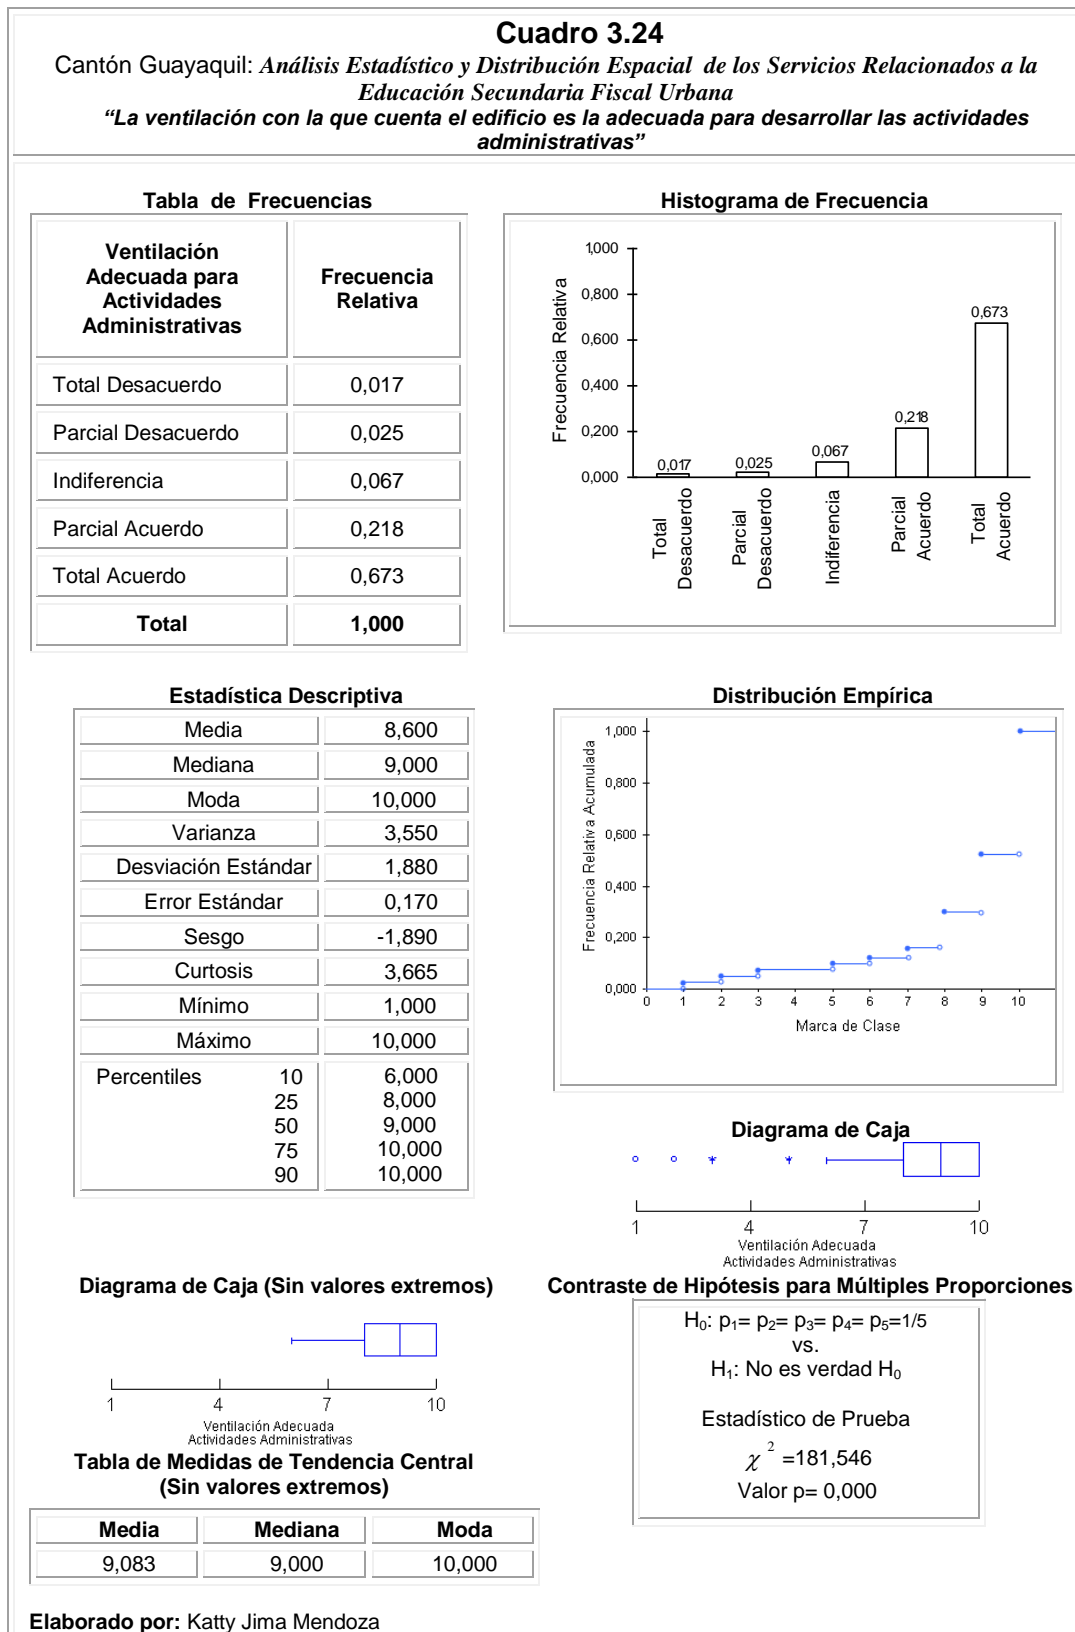 Cuadro 3.24
Cantón Guayaquil: Análisis Estadístico y Distribución Espacial de los Servicios Relacionados a la
Educación Secundaria Fiscal Urbana
“La ventilación con la que cuenta el edificio es la adecuada para desarrollar las actividades
administrativas”
Tabla de Frecuencias
Ventilación
Adecuada para
Actividades
Administrativas
Frecuencia
Relativa
Total Desacuerdo 0,017
Parcial Desacuerdo 0,025
Indiferencia 0,067
Parcial Acuerdo 0,218
Total Acuerdo 0,673
Total 1,000
Histograma de Frecuencia
Frecuencia Relativa
1,000
0,800
0,600
0,400
0,200
0,000
0,017
0,025
0,067
0,218
0,673
Total
Desacuerdo
Parcial
Desacuerdo
Indiferencia
Parcial
Acuerdo
Total
Acuerdo
Estadística Descriptiva
Media 8,600
Mediana 9,000
Moda 10,000
Varianza 3,550
Desviación Estándar 1,880
Error Estándar 0,170
Sesgo -1,890
Curtosis 3,665
Mínimo 1,000
Máximo 10,000
Percentiles 10 6,000
25 8,000
50 9,000
75 10,000
90 10,000
Distribución Empírica
Frecuencia Relativa Acumulada
1,000
0,800
0,600
0,400
0,200
0,000
0 1 2 3 4 5 6 7 8 9 10
Marca de Clase
Diagrama de Caja
1 4 7 10
Ventilación Adecuada
Actividades Administrativas
Diagrama de Caja (Sin valores extremos)
1 4 7 10
Ventilación Adecuada
Actividades Administrativas
Contraste de Hipótesis para Múltiples Proporciones
H0: p1= p2= p3= p4= p5=1/5
vs.
H1: No es verdad H0
Estadístico de Prueba
χ 2 =181,546
Valor p= 0,000
Tabla de Medidas de Tendencia Central
(Sin valores extremos)
Media Mediana Moda
9,083 9,000 10,000
Elaborado por: Katty Jima Mendoza